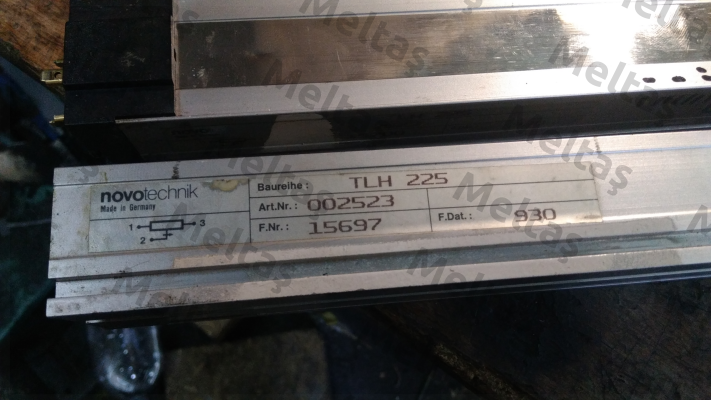 novotechnik
Made in Germany
1 3
2
Baureihe : TLH 225
Art.Nr.: 002523
F.Nr.: 15697
F.Dat.: 930
Meltaş